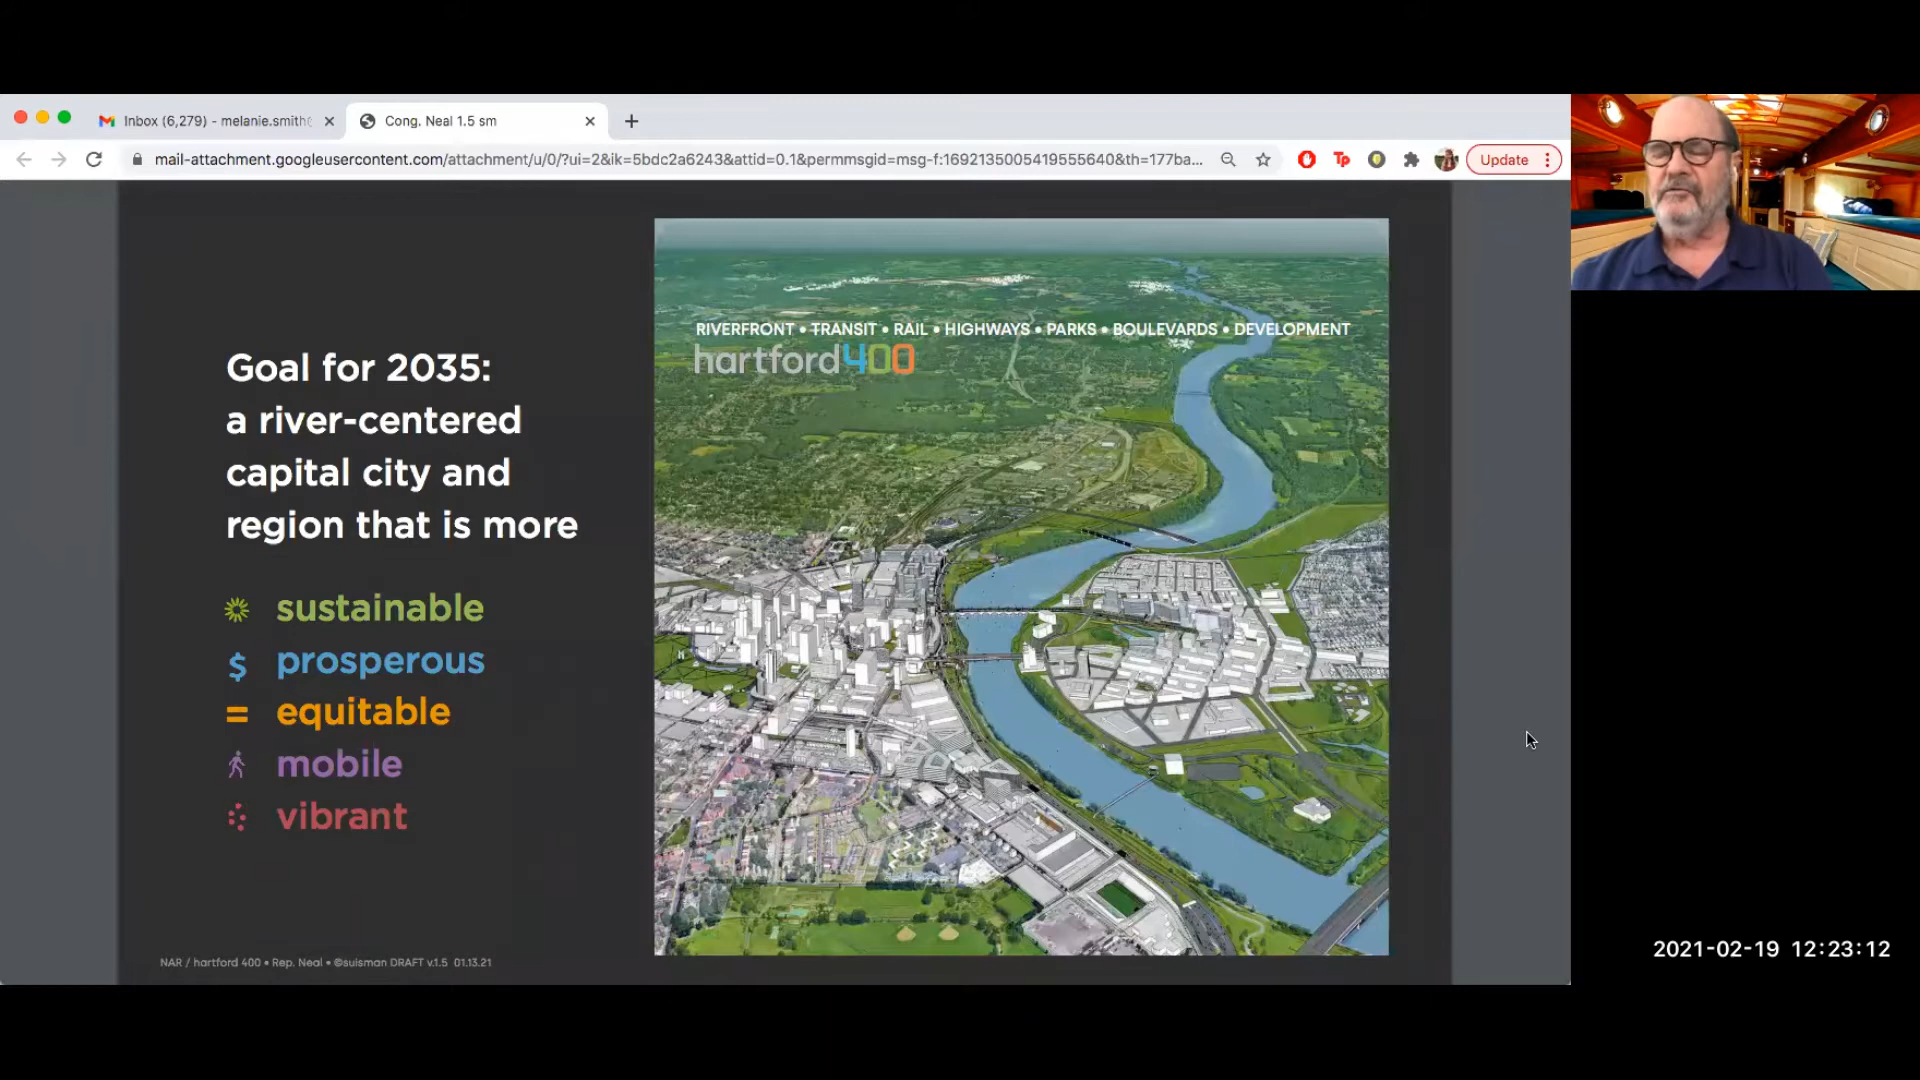 Inbox (6,279) - melanie.smith
Cong. Neal 1.5 sm
mail-attachment.googleusercontent.com/attachment/u/0/?ui=2&ik=5bdc2a6243&attid=0.1&permmsgid=msg-f:1692135005419555640&th=177ba...
Tp
Update
Goal for 2035:
a river-centered
capital city and
region that is more
sustainable
$ prosperous
= equitable
mobile
vibrant
RIVERFRONT • TRANSIT • RAIL • HIGHWAYS • PARKS • BOULEVARDS • DEVELOPMENT
hartford400
NAR / hartford 400 • Rep. Neal • ©suisman DRAFT v.1.5 01.13.21
2021-02-19 12:23:12